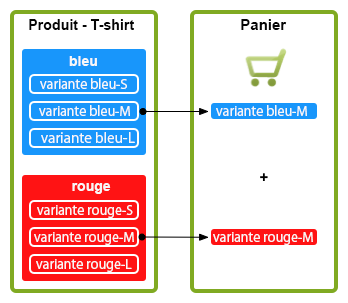 Produit - T-shirt
bleu
variante bleu-S
variante bleu-M
variante bleu-L
rouge
variante rouge-S
variante rouge-M
variante rouge-L
Panier
variante bleu-M
+
variante rouge-M